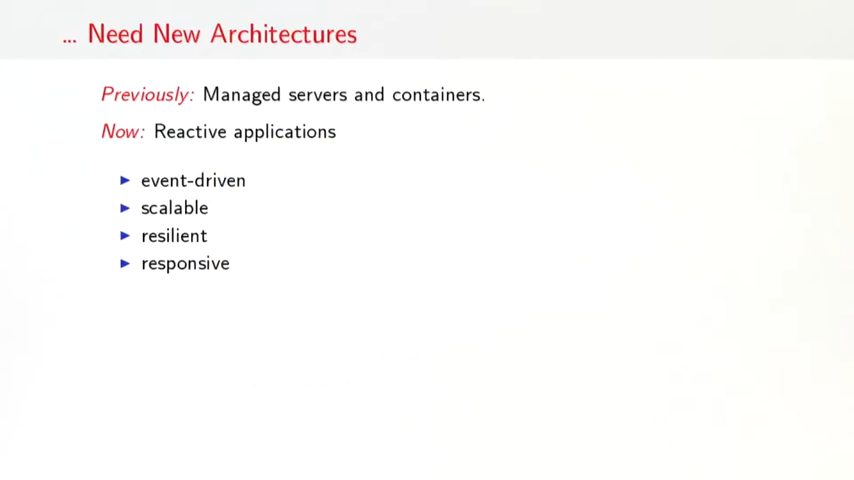 ... Need New Architectures
Previously: Managed servers and containers.
Now: Reactive applications
▶ event-driven
▶ scalable
▶ resilient
▶ responsive